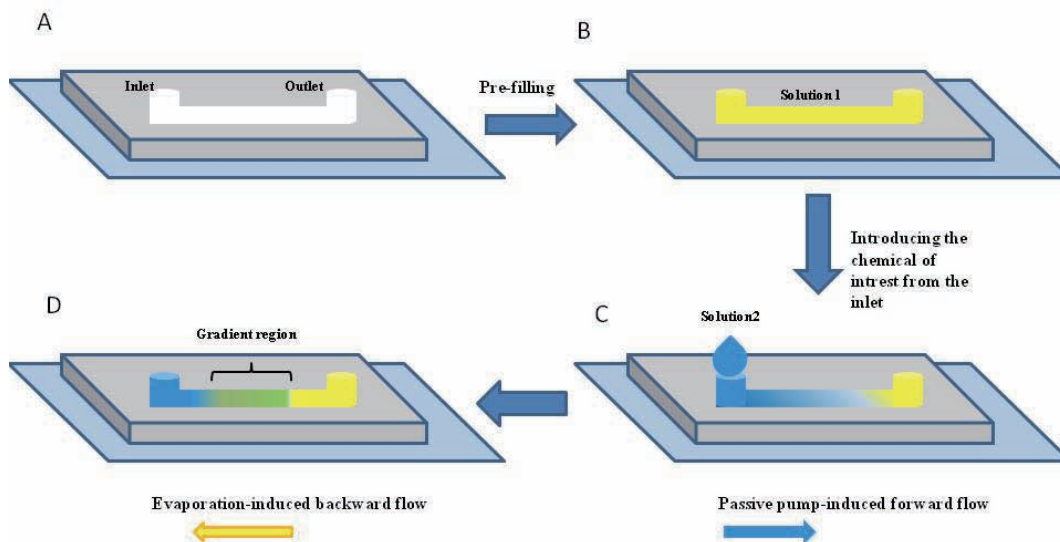 A
B
Inlet
Outlet
Pre-filling
Solution 1
Introducing the
chemical of
intrest from the
inlet
D
C
Gradient region
Solution2
Evaporation-induced backward flow
Passive pump-induced forward flow